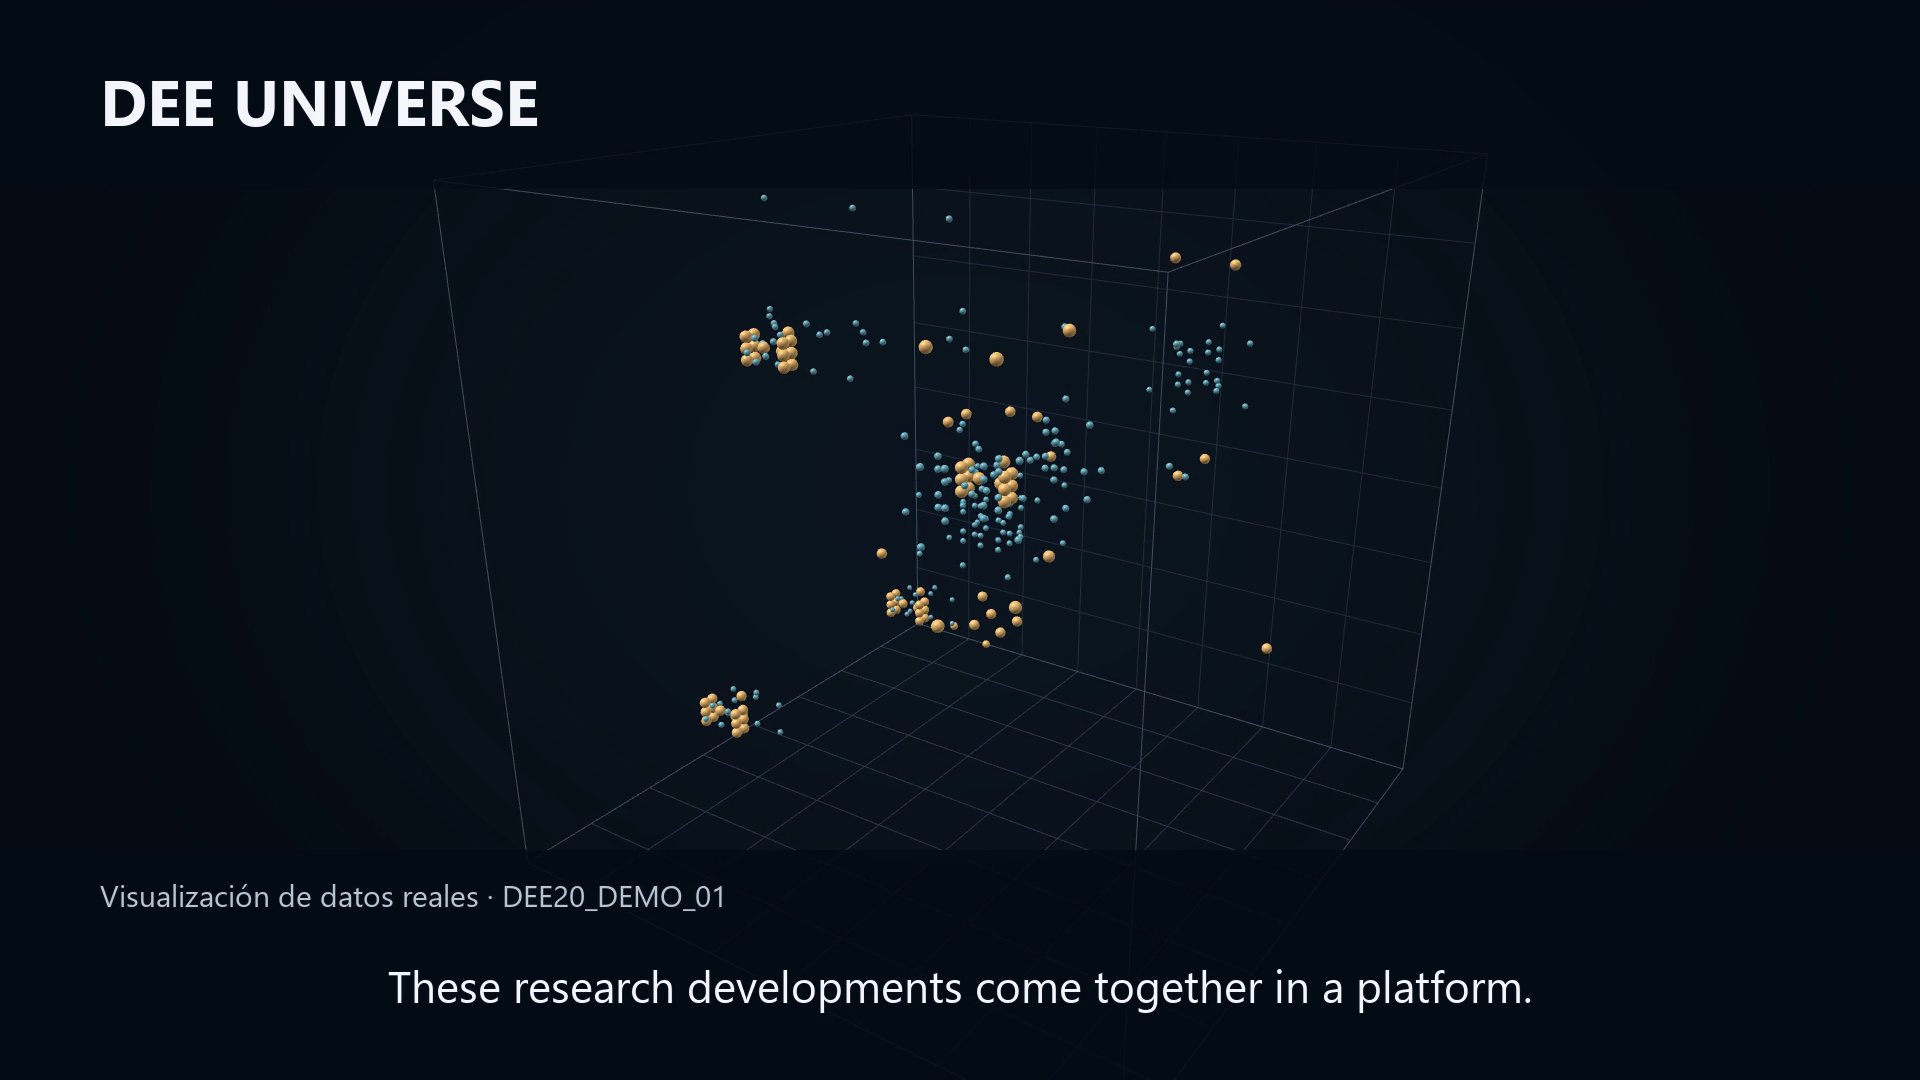 DEE UNIVERSE
Visualización de datos reales · DEE20_DEMO_01
These research developments come together in a platform.